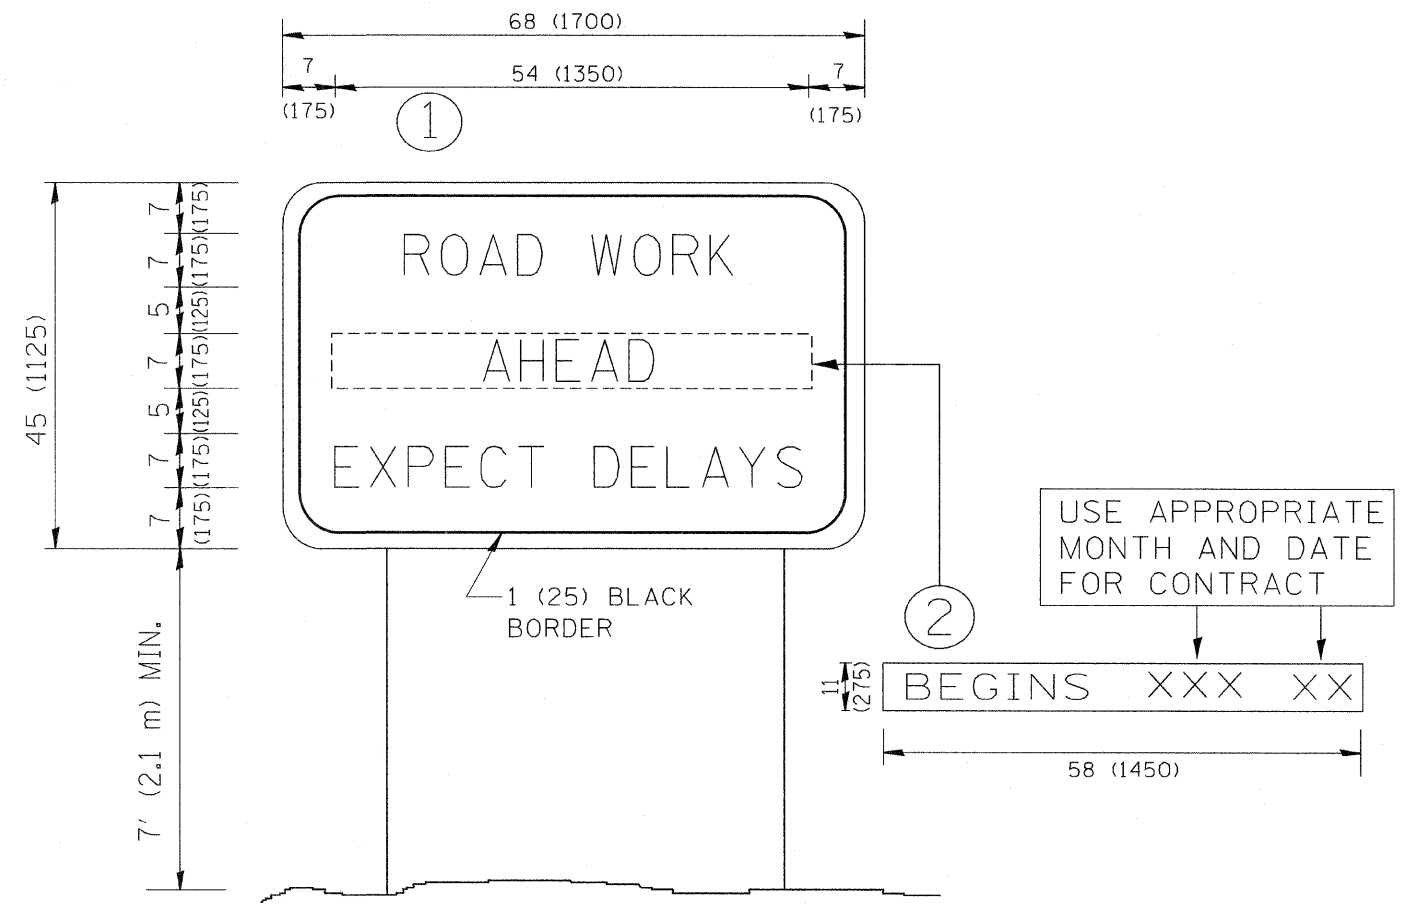 68 (1700)
7
54 (1350)
7
(175)
(175)
1
45 (1125)
7
(175)
7
(175)
5
(125)
7
(175)
5
(125)
7
(175)
7
(175)
ROAD WORK
AHEAD
EXPECT DELAYS
1 (25) BLACK
BORDER
7' (2.1 m) MIN.
USE APPROPRIATE
MONTH AND DATE
FOR CONTRACT
2
11
(275)
BEGINS XXX XX
58 (1450)